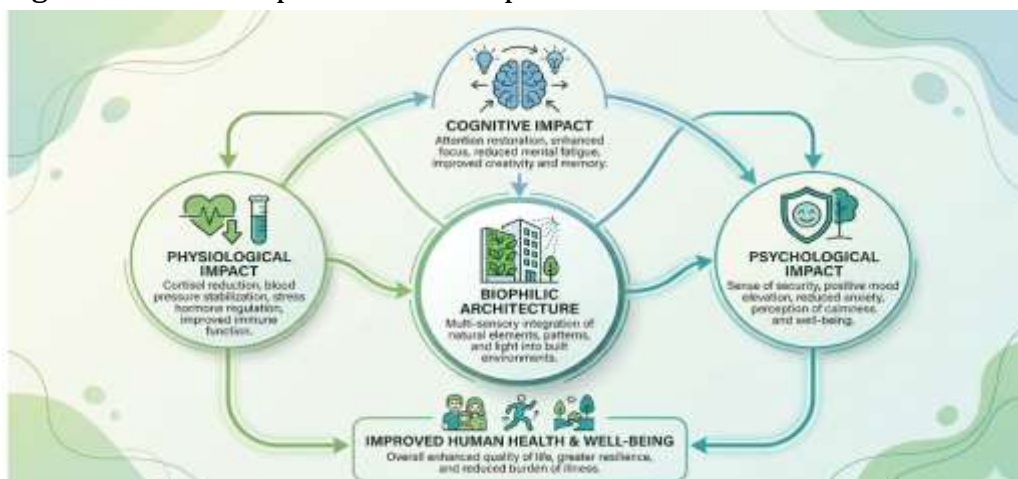 COGNITIVE IMPACT
Attention restoration, enhanced
focus, reduced mental fatigue,
improved creativity and memory.
PHYSIOLOGICAL
IMPACT
Cortisol reduction, blood
pressure stabilization, stress
hormone regulation,
improved immune
function.
BIOPHILIC
ARCHITECTURE
Multi-sensory integration of
natural elements, patterns,
and light into built
environments.
PSYCHOLOGICAL
IMPACT
Sense of security, positive mood
elevation, reduced anxiety,
perception of calmness
and well-being.
IMPROVED HUMAN HEALTH & WELL-BEING
Overall enhanced quality of life, greater resilience,
and reduced burden of illness.